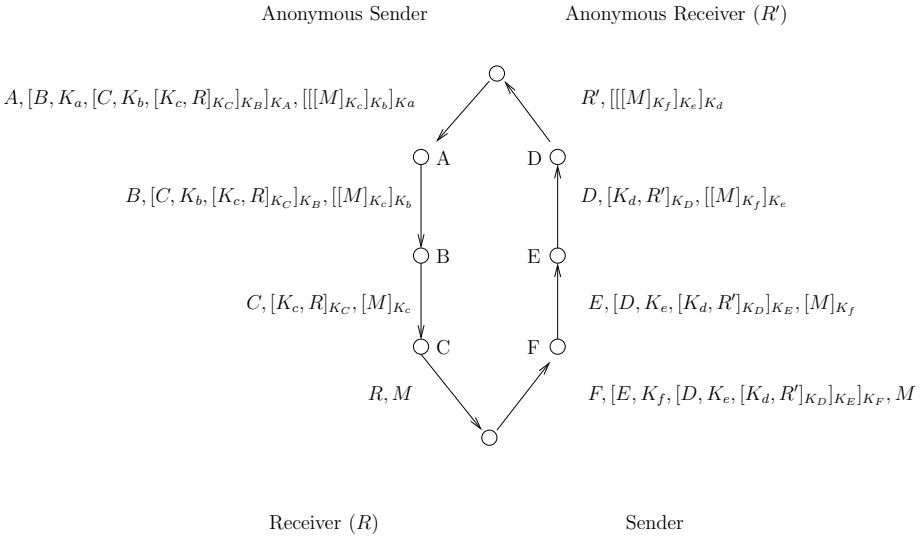 Anonymous Sender Anonymous Receiver (R′)
A, [B, K_a, [C, K_b, [K_c, R]_{K_C}]_{K_B}]_{K_A}, [[[M]_{K_c}]_{K_b}]_{Ka} R′, [[[M]_{K_f}]_{K_e}]_{K_d}
A D
B, [C, K_b, [K_c, R]_{K_C}]_{K_B}, [[M]_{K_c}]_{K_b} D, [K_d, R′]_{K_D}, [[M]_{K_f}]_{K_e}
B E
C, [K_c, R]_{K_C}, [M]_{K_c} E, [D, K_e, [K_d, R′]_{K_D}]_{K_E}, [M]_{K_f}
C F
R, M F, [E, K_f, [D, K_e, [K_d, R′]_{K_D}]_{K_E}]_{K_F}, M
Receiver (R) Sender